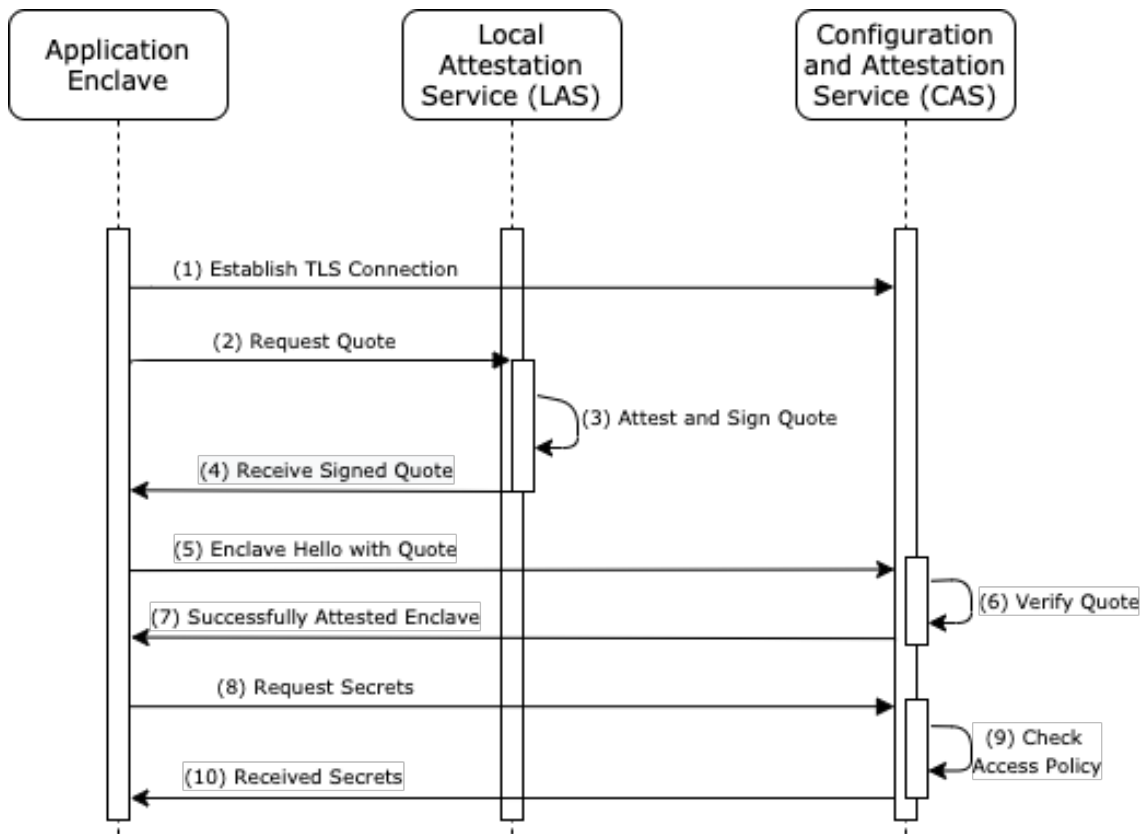 Application
Enclave
Local
Attestation
Service (LAS)
Configuration
and Attestation
Service (CAS)
(1) Establish TLS Connection
(2) Request Quote
(3) Attest and Sign Quote
(4) Receive Signed Quote
(5) Enclave Hello with Quote
(6) Verify Quote
(7) Successfully Attested Enclave
(8) Request Secrets
(9) Check
Access Policy
(10) Received Secrets